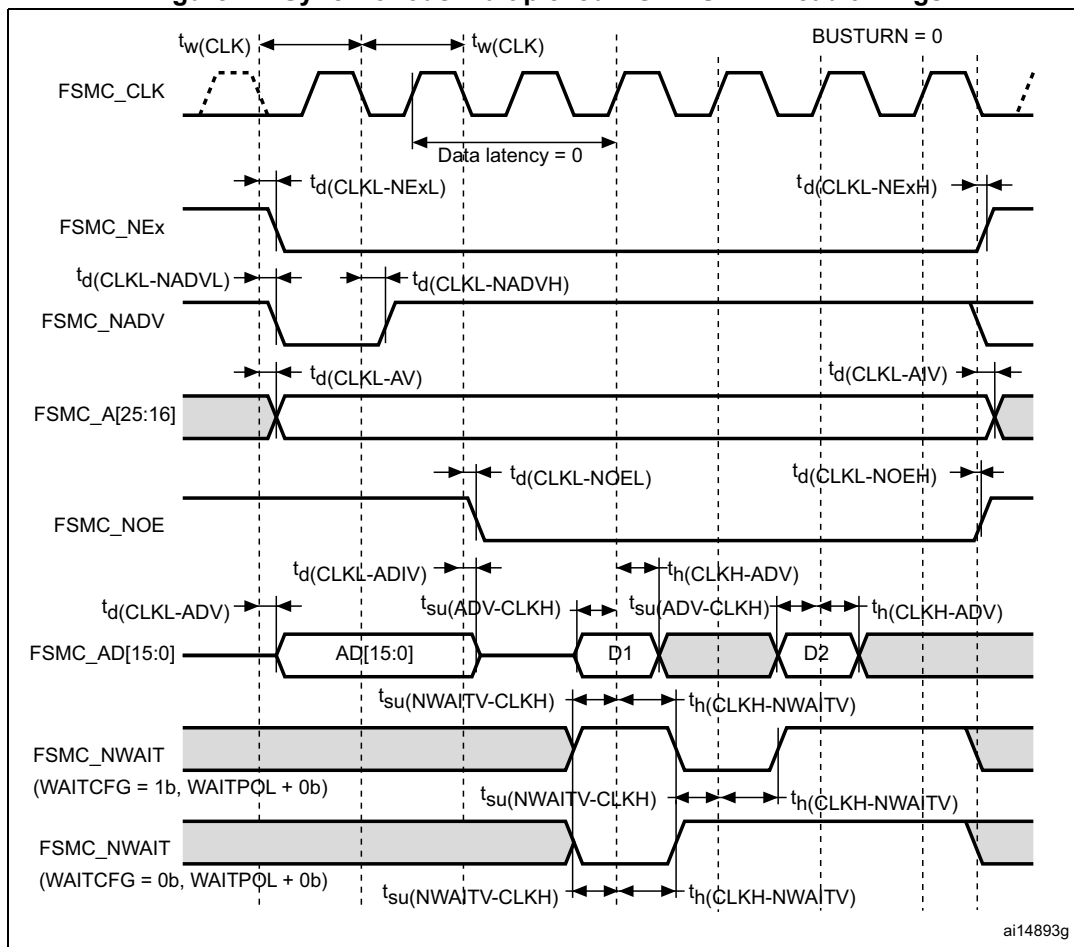 tw(CLK) tw(CLK) BUSTURN = 0
FSMC_CLK
Data latency = 0
td(CLKL-NExL) td(CLKL-NExH)
FSMC_NEx
td(CLKL-NADVL) td(CLKL-NADVH)
FSMC_NADV
td(CLKL-AV) td(CLKL-AIV)
FSMC_A[25:16]
td(CLKL-NOEL) td(CLKL-NOEH)
FSMC_NOE
td(CLKL-ADIV) th(CLKH-ADV)
td(CLKL-ADV) tsu(ADV-CLKH) tsu(ADV-CLKH) th(CLKH-ADV)
FSMC_AD[15:0] AD[15:0] D1 D2
tsu(NWAITV-CLKH) th(CLKH-NWAITV)
FSMC_NWAIT
(WAITCFG = 1b, WAITPOL + 0b)
tsu(NWAITV-CLKH) th(CLKH-NWAITV)
FSMC_NWAIT
(WAITCFG = 0b, WAITPOL + 0b)
tsu(NWAITV-CLKH) th(CLKH-NWAITV)
ai14893g